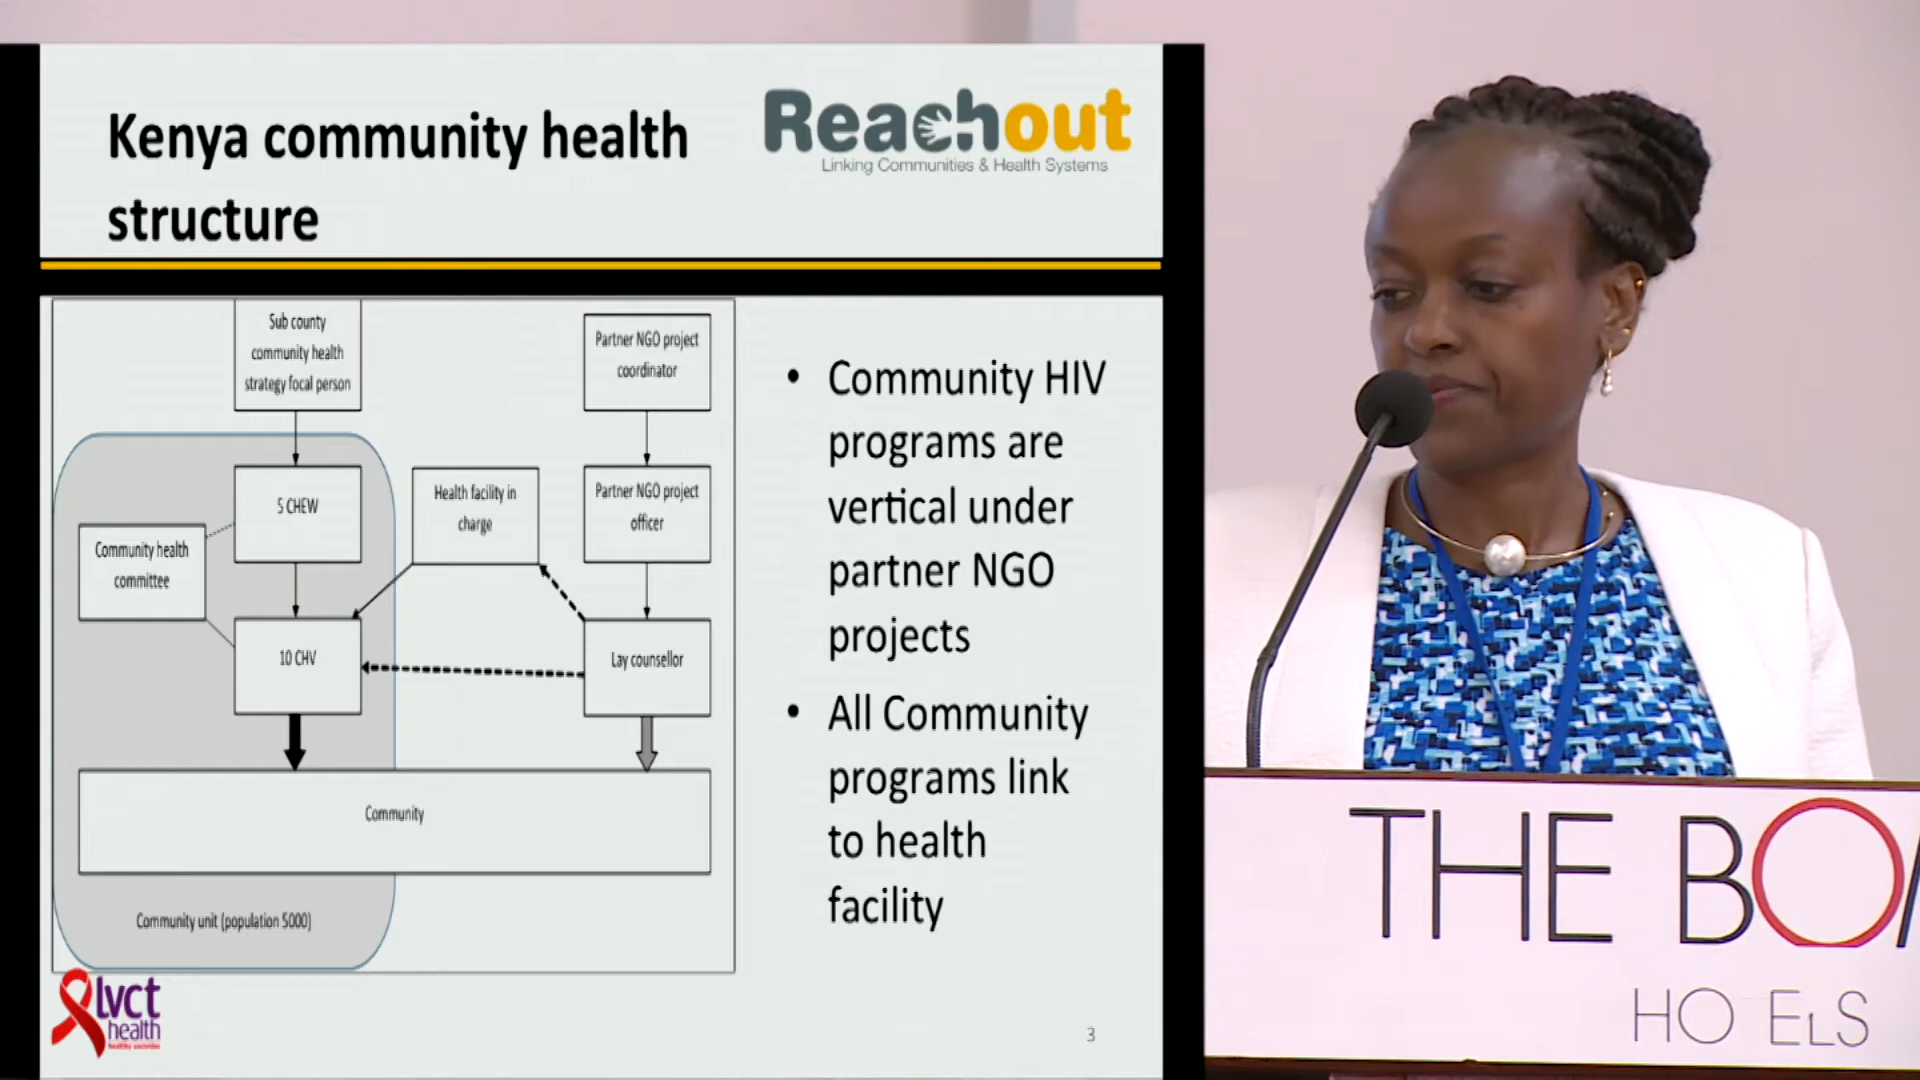 Kenya community health
structure
Reachout
Linking Communities & Health Systems
Sub county
community health
strategy focal person
Partner NGO project
coordinator
5 CHEW
Health facility in
charge
Partner NGO project
officer
Community health
committee
10 CHV
Lay counsellor
Community
Community unit (population 5000)
• Community HIV
programs are
vertical under
partner NGO
projects
• All Community
programs link
to health
facility
lvct
health
healthy societies
3
THE BO
HO ELS